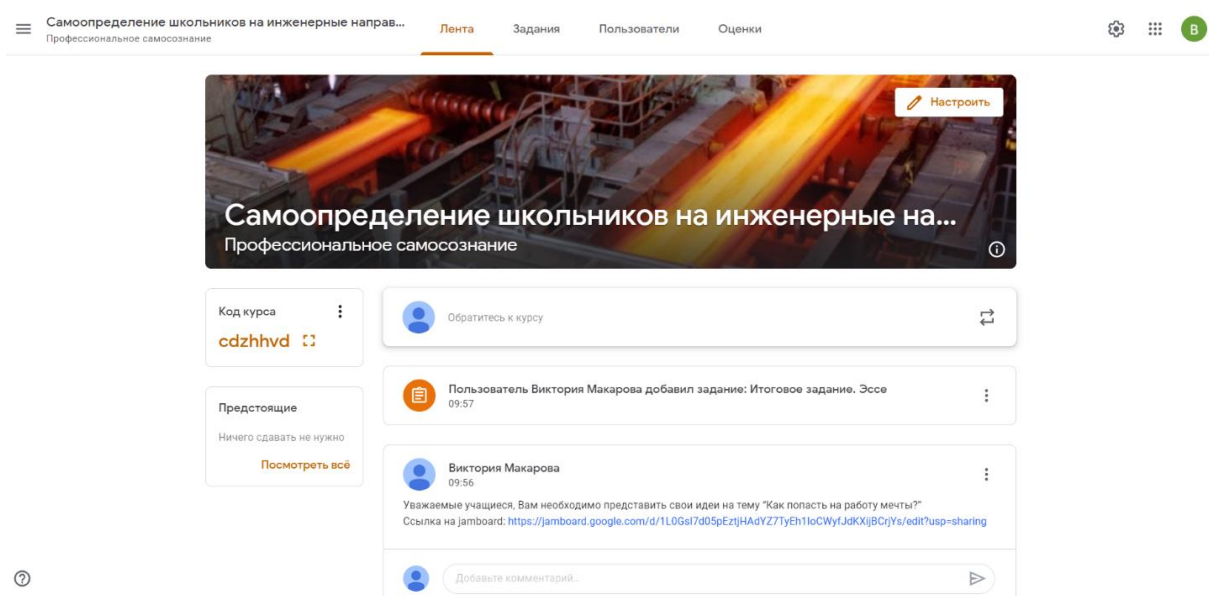 Самоопределение школьников на инженерные направ...
Профессиональное самосознание
Лента
Задания
Пользователи
Оценки
В
Настроить
Самоопределение школьников на инженерные на...
Профессиональное самосознание
Код курса
cdzhhvd
Обратитесь к курсу
Пользователь Виктория Макарова добавил задание: Итоговое задание. Эссе
09:57
Предстоящие
Ничего сдавать не нужно
Посмотреть всё
Виктория Макарова
09:56
Уважаемые учащиеся, Вам необходимо представить свои идеи на тему "Как попасть на работу мечты?"
Ссылка на jamboard: https://jamboard.google.com/d/1L0GsI7d05pEztjHAdYZ7TyEh1IoCWyfJdKXijBCrjYs/edit?usp=sharing
Добавьте комментарий...